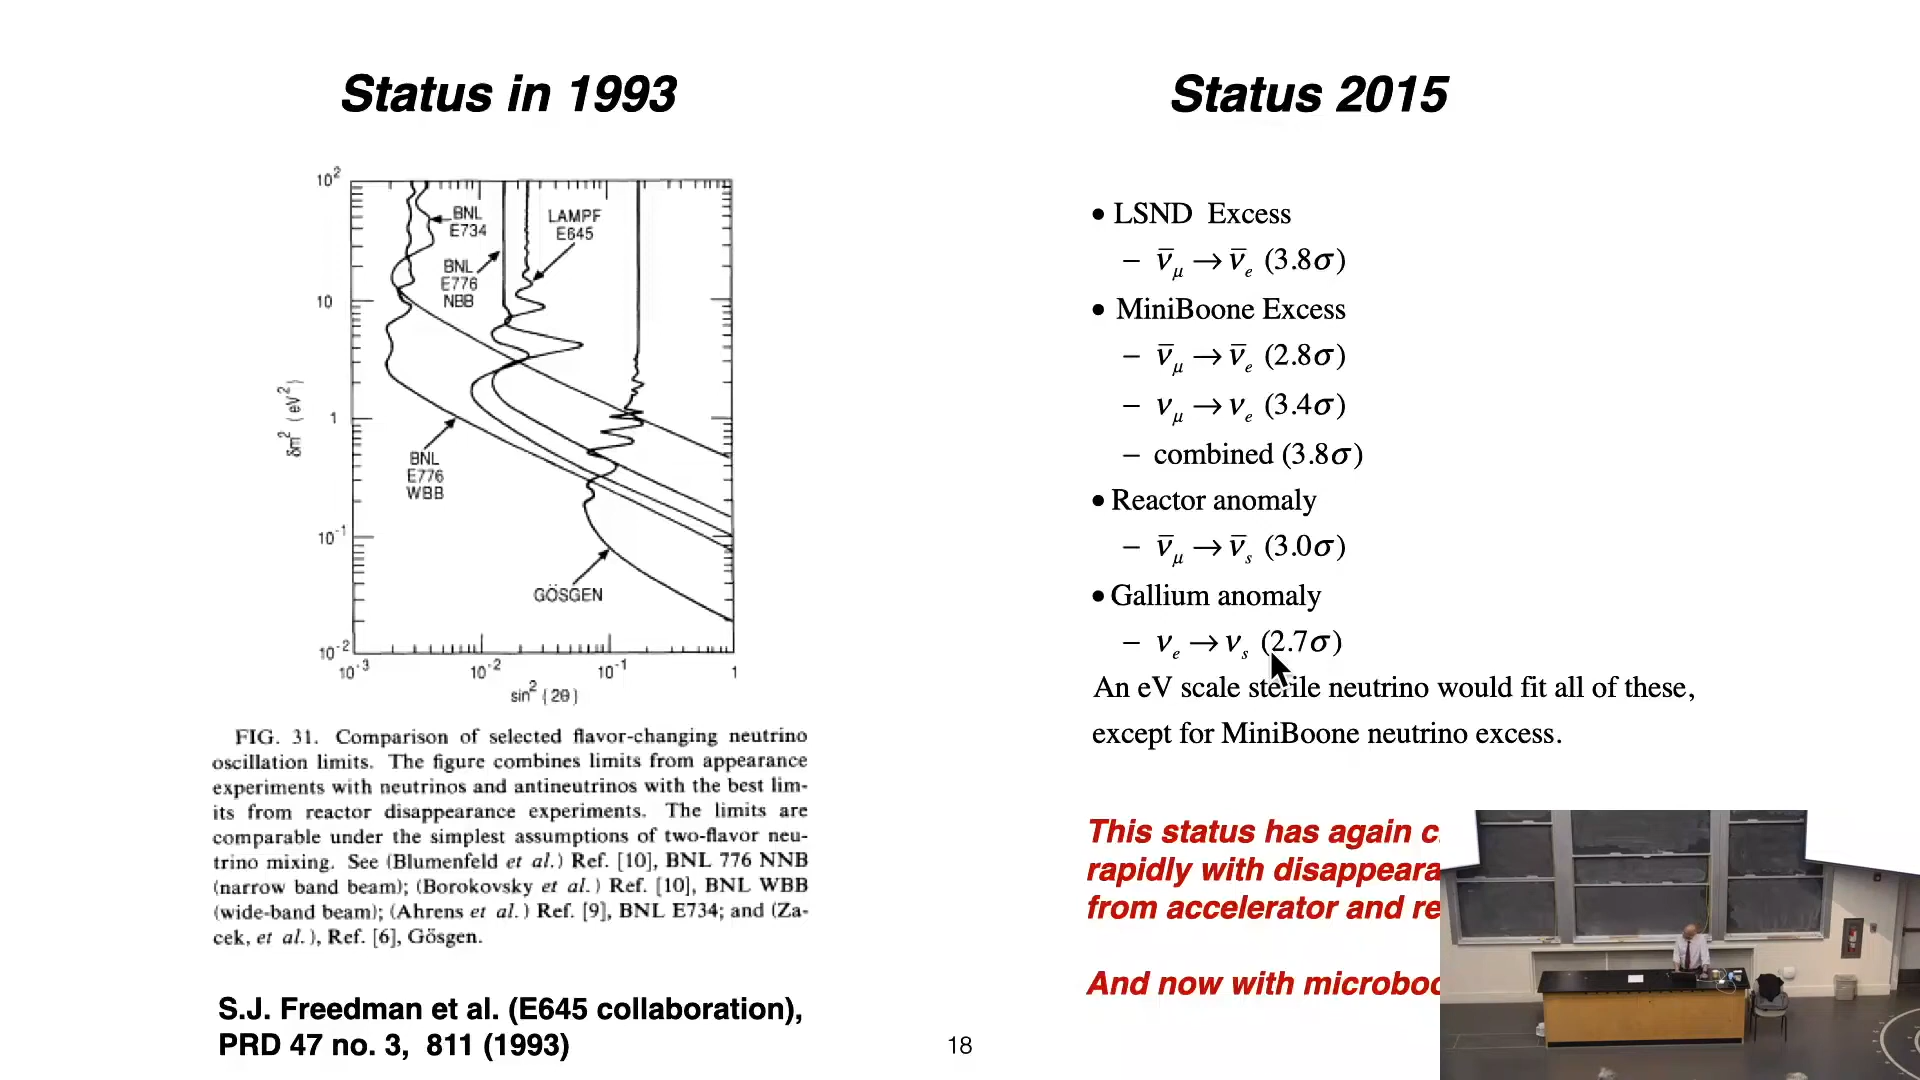 Status in 1993
10²
BNL
E734
LAMPF
E645
BNL
E776
NBB
10
δm² (eV²)
1
BNL
E776
WBB
10⁻¹
GÖSGEN
10⁻²
10⁻³
10⁻²
10⁻¹
1
sin² (2θ)
FIG. 31. Comparison of selected flavor-changing neutrino
oscillation limits. The figure combines limits from appearance
experiments with neutrinos and antineutrinos with the best lim-
its from reactor disappearance experiments. The limits are
comparable under the simplest assumptions of two-flavor neu-
trino mixing. See (Blumenfeld et al.) Ref. [10], BNL 776 NNB
(narrow band beam); (Borokovsky et al.) Ref. [10], BNL WBB
(wide-band beam); (Ahrens et al.) Ref. [9], BNL E734; and (Za-
cek, et al.), Ref. [6], Gösgen.
S.J. Freedman et al. (E645 collaboration),
PRD 47 no. 3, 811 (1993)
18
Status 2015
• LSND Excess
– ν̅μ → ν̅e (3.8σ)
• MiniBoone Excess
– ν̅μ → ν̅e (2.8σ)
– νμ → νe (3.4σ)
– combined (3.8σ)
• Reactor anomaly
– ν̅μ → ν̅s (3.0σ)
• Gallium anomaly
– νe → νs (2.7σ)
An eV scale sterile neutrino would fit all of these,
except for MiniBoone neutrino excess.
This status has again c
rapidly with disappeara
from accelerator and re
And now with microboo